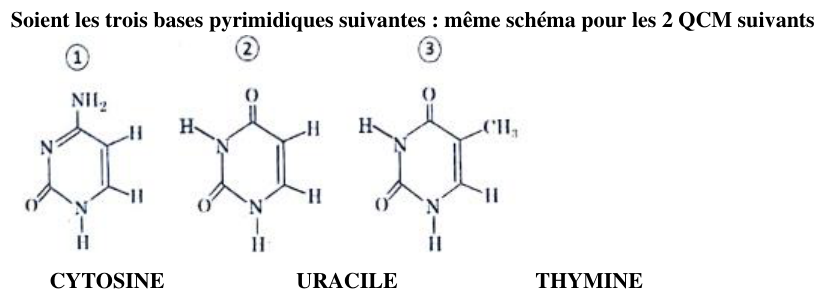 Soient les trois bases pyrimidiques suivantes : même schéma pour les 2 QCM suivants
1 2 3
NH₂ O O
H H H CH₃
N N N
H H H
O N O N O N
H H H
CYTOSINE URACILE THYMINE